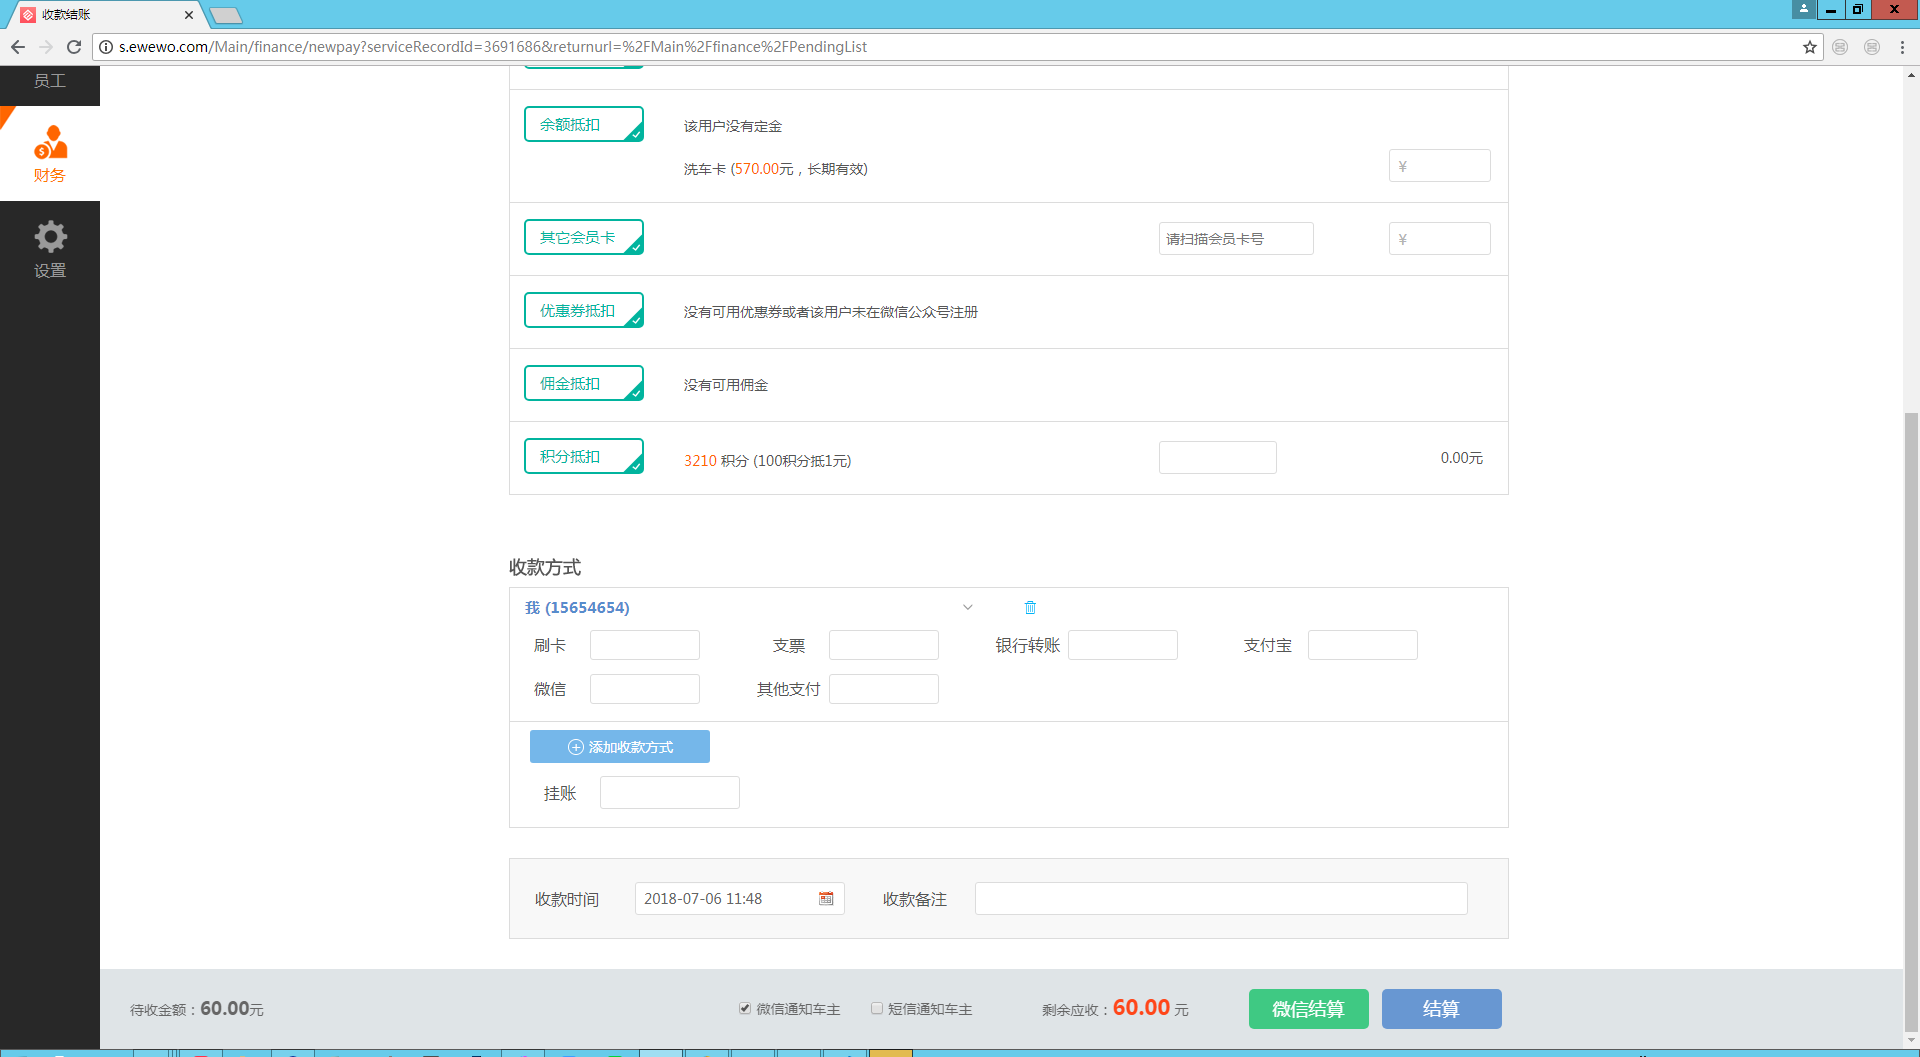 收款结账
s.ewewo.com/Main/finance/newpay?serviceRecordId=3691686&returnurl=%2FMain%2Ffinance%2FPendingList
员工
财务
设置
余额抵扣 该用户没有定金
洗车卡 (570.00元，长期有效) ¥
其它会员卡 请扫描会员卡号 ¥
优惠券抵扣 没有可用优惠券或者该用户未在微信公众号注册
佣金抵扣 没有可用佣金
积分抵扣 3210 积分 (100积分抵1元) 0.00元
收款方式
我 (15654654)
刷卡 支票 银行转账 支付宝
微信 其他支付
添加收款方式
挂账
收款时间 2018-07-06 11:48 收款备注
待收金额：60.00元 微信通知车主 短信通知车主 剩余应收：60.00 元 微信结算 结算